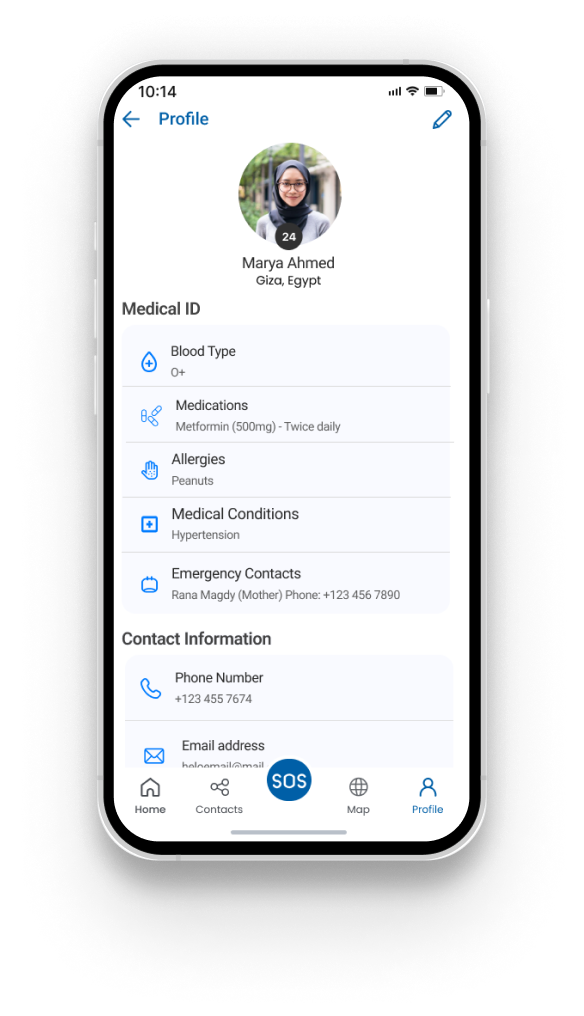 10:14
Profile
24
Marya Ahmed
Giza, Egypt
Medical ID
Blood Type
O+
Medications
Metformin (500mg) - Twice daily
Allergies
Peanuts
Medical Conditions
Hypertension
Emergency Contacts
Rana Magdy (Mother) Phone: +123 456 7890
Contact Information
Phone Number
+123 455 7674
Email address
heloemail@mail
SOS
Home
Contacts
Map
Profile